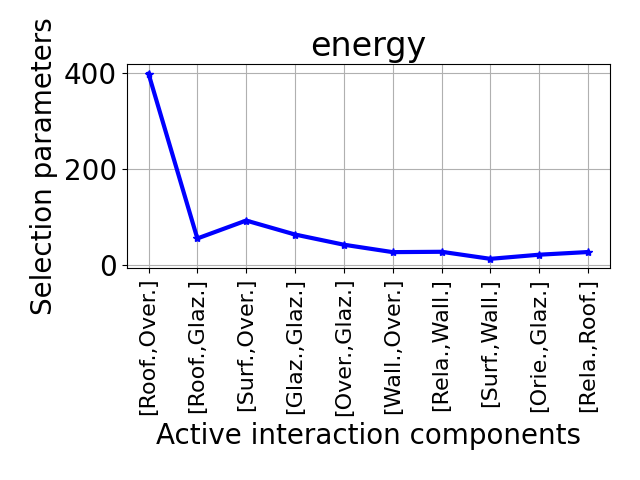 energy
Selection parameters
400
200
0
[Roof.,Over.]
[Roof.,Glaz.]
[Surf.,Over.]
[Glaz.,Glaz.]
[Over.,Glaz.]
[Wall.,Over.]
[Rela.,Wall.]
[Surf.,Wall.]
[Orie.,Glaz.]
[Rela.,Roof.]
Active interaction components